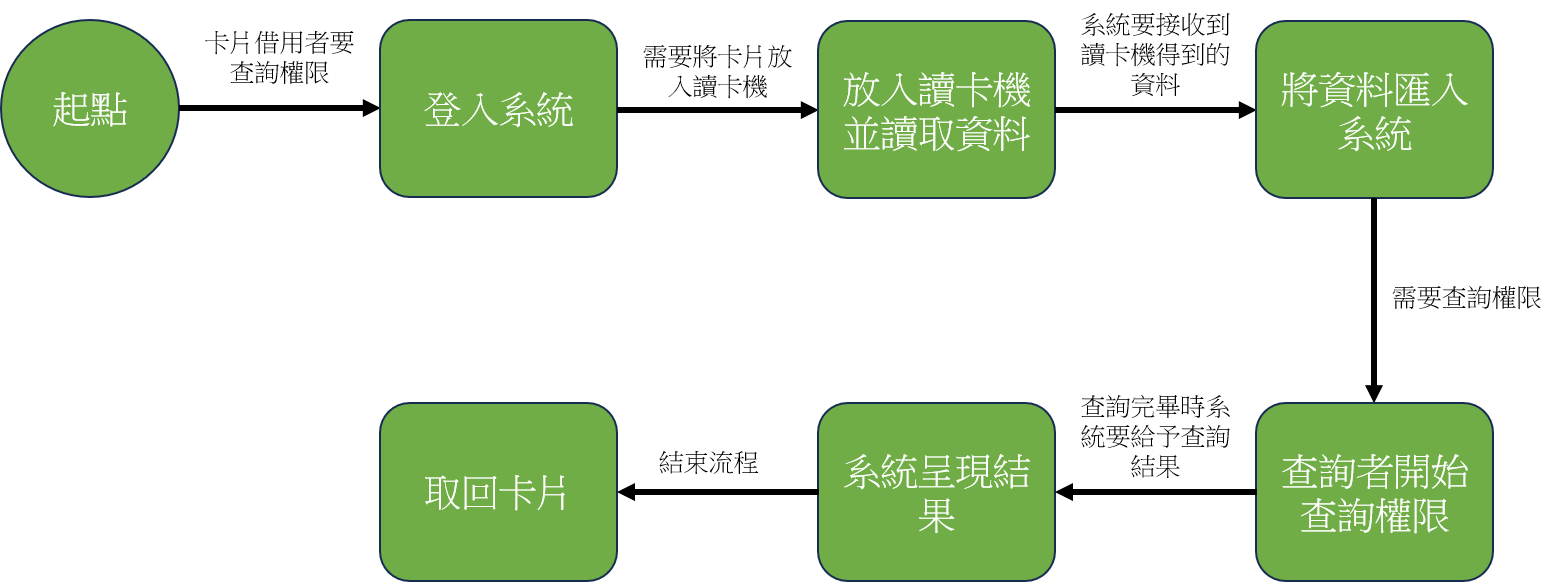 起點
卡片借用者要
查詢權限
登入系統
需要將卡片放
入讀卡機
放入讀卡機
並讀取資料
系統要接收到
讀卡機得到的
資料
將資料匯入
系統
需要查詢權限
查詢者開始
查詢權限
查詢完畢時系
統要給予查詢
結果
系統呈現結
果
結束流程
取回卡片